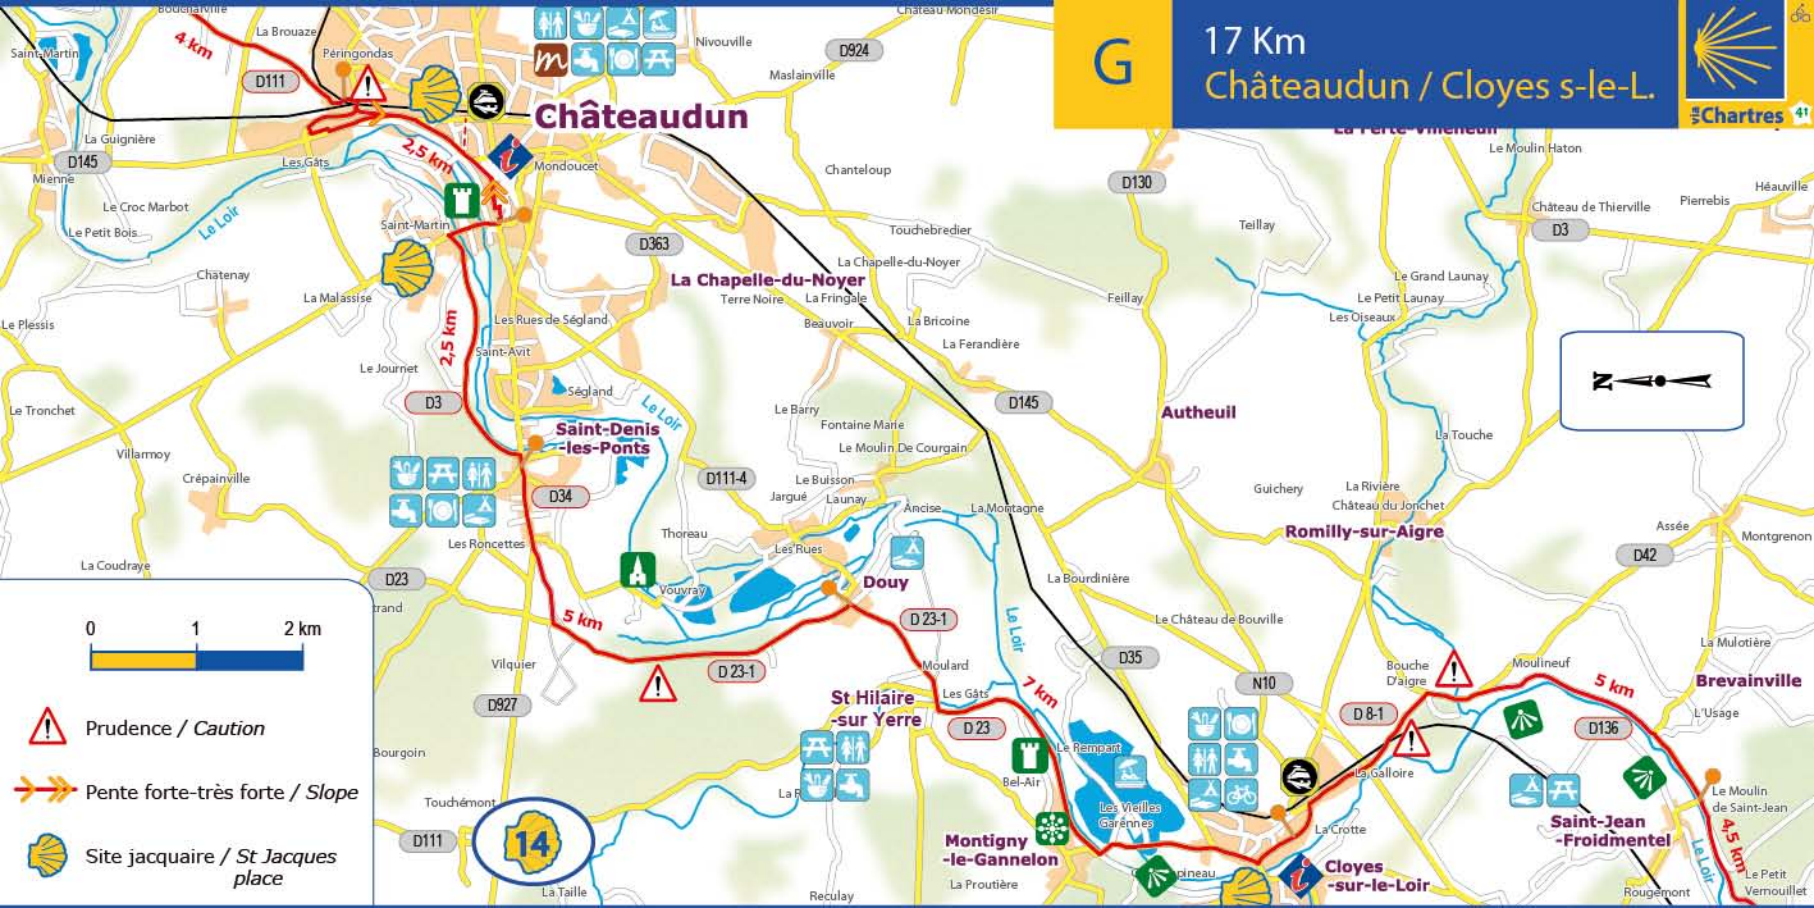 G
17 Km
Châteaudun / Cloyes s-le-L.
Chartres
41
Boucharville
La Brouaze
Château Mondésir
4 km
Saint-Martin
Péringondas
Nivouville
D924
Maslainville
D111
m
Châteaudun
La Ferté-Villeneuil
Le Moulin Haton
La Guignière
D145
Les Gâts
2,5 km
i
Mondoucet
Chanteloup
D130
Mienne
Héauville
Le Croc Marbot
Le Loir
Château de Thierville
Pierrebis
Le Petit Bois
Saint-Martin
Touchebredier
Teillay
D3
D363
Chatenay
La Chapelle-du-Noyer
La Chapelle-du-Noyer
Le Grand Launay
La Malassise
Terre Noire
La Fringale
Feillay
Le Petit Launay
Le Plessis
Les Rues de Ségland
Beauvoir
La Bricoine
Les Oiseaux
2,5 km
Saint-Avit
La Ferandière
Le Journet
N
Ségland
D3
Le Loir
D145
Le Tronchet
Le Barry
Autheuil
Saint-Denis
-les-Ponts
Fontaine Marie
La Touche
Villarmoy
Le Moulin De Courgain
Crépainville
D111-4
Le Buisson
D34
Jargué
Launay
Ancise
La Montagne
Guichery
La Rivière
Château du Jonchet
Les Roncettes
Thoreau
Les Rues
Romilly-sur-Aigre
Assée
Montgrenon
D42
La Coudraye
D23
Douy
La Bourdinière
trand
Vouvray
5 km
D 23-1
Le Loir
Le Château de Bouville
0
1
2 km
Vilquier
D 23-1
Moulard
D35
La Mulotière
Bouche
D'aigre
Moulineuf
N10
D927
St Hilaire
-sur Yerre
Les Gâts
7 km
5 km
Brevainville
D 23
D 8-1
L'Usage
D136
Prudence / Caution
Bourgoin
Le Rempart
Bel-Air
La Galloire
Pente forte-très forte / Slope
Touchémont
Les Vieilles
Garennes
Le Moulin
de Saint-Jean
14
D111
Montigny
-le-Gannelon
La Crotte
Saint-Jean
-Froidmentel
4,5 km
Site jacquaire / St Jacques
place
pineau
i
Cloyes
-sur-le-Loir
Le Loir
La Taille
Reculay
La Proutière
Rougemont
Le Petit
Vernouillet